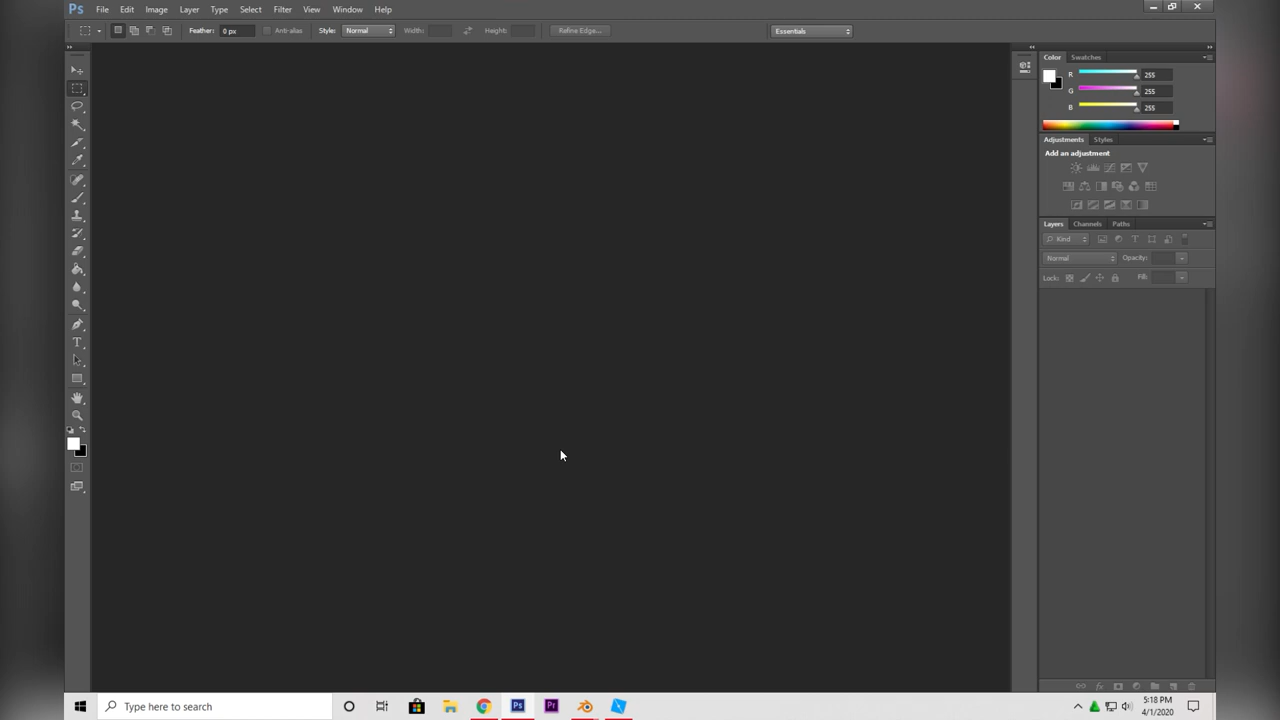 Ps File Edit Image Layer Type Select Filter View Window Help
Feather: 0 px Anti-alias Style: Normal Width: Height: Refine Edge... Essentials
Color Swatches
R 255
G 255
B 255
Adjustments Styles
Add an adjustment
Layers Channels Paths
Kind
Normal Opacity:
Lock: Fill:
Type here to search
Ps Pr
5:18 PM
4/1/2020